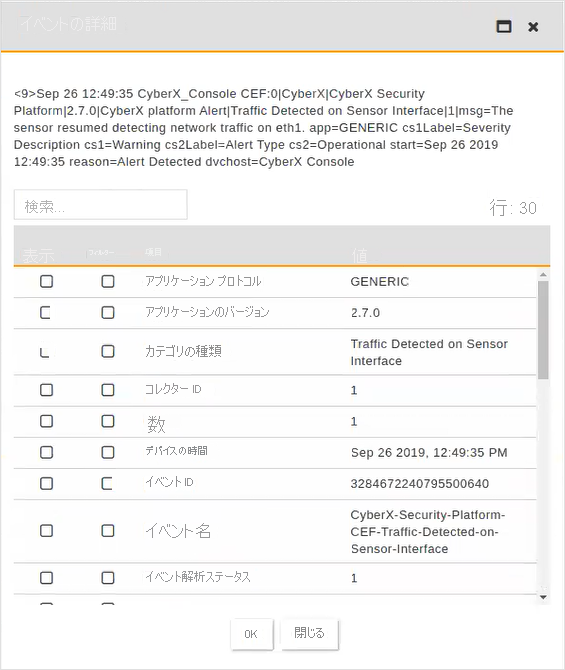 イベントの詳細
<9>Sep 26 12:49:35 CyberX_Console CEF:0|CyberX|CyberX Security
Platform|2.7.0|CyberX platform Alert|Traffic Detected on Sensor Interface|1|msg=The
sensor resumed detecting network traffic on eth1. app=GENERIC cs1Label=Severity
Description cs1=Warning cs2Label=Alert Type cs2=Operational start=Sep 26 2019
12:49:35 reason=Alert Detected dvchost=CyberX Console
検索... 行: 30
表示 フィルター 項目 値
アプリケーション プロトコル GENERIC
アプリケーションのバージョン 2.7.0
カテゴリの種類 Traffic Detected on Sensor
Interface
コレクター ID 1
数 1
デバイスの時間 Sep 26 2019, 12:49:35 PM
イベント ID 3284672240795500640
イベント名 CyberX-Security-Platform-
CEF-Traffic-Detected-on-
Sensor-Interface
イベント解析ステータス 1
OK 閉じる